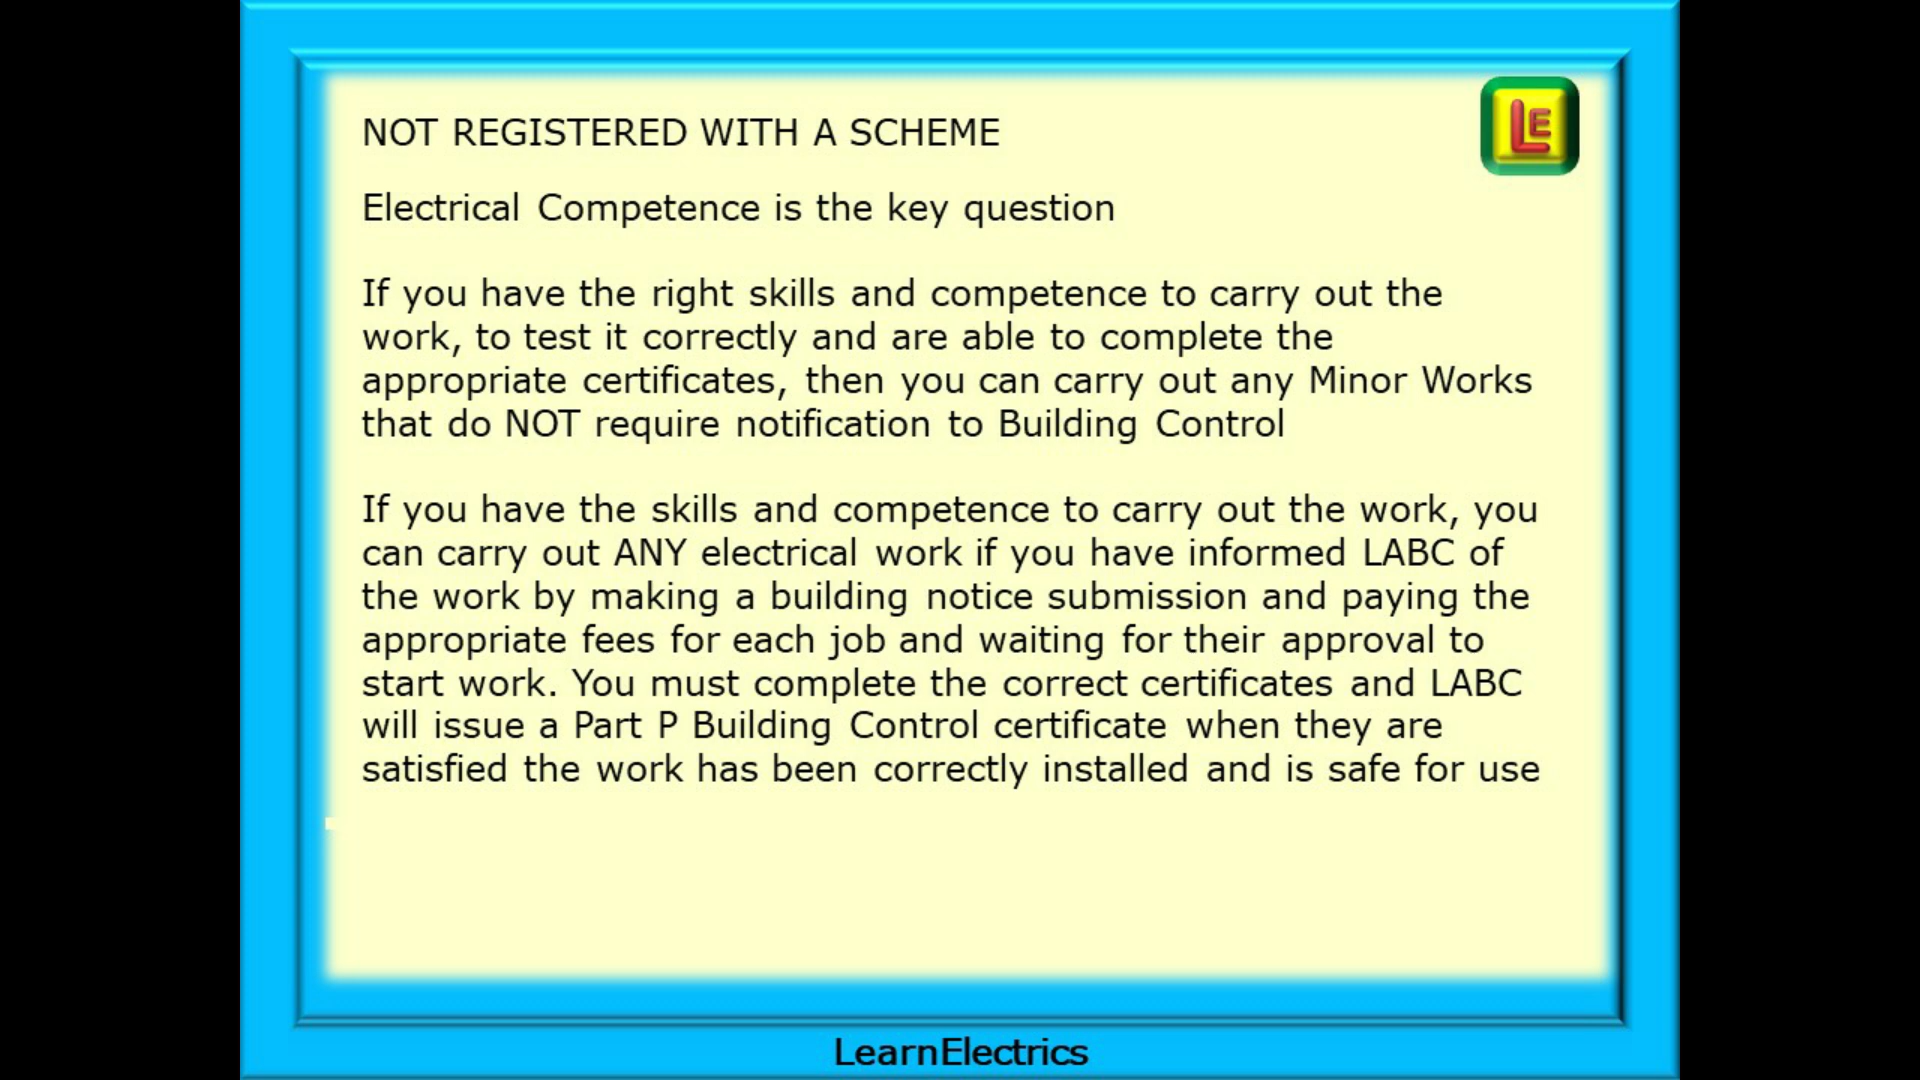 NOT REGISTERED WITH A SCHEME
LE
Electrical Competence is the key question
If you have the right skills and competence to carry out the
work, to test it correctly and are able to complete the
appropriate certificates, then you can carry out any Minor Works
that do NOT require notification to Building Control
If you have the skills and competence to carry out the work, you
can carry out ANY electrical work if you have informed LABC of
the work by making a building notice submission and paying the
appropriate fees for each job and waiting for their approval to
start work. You must complete the correct certificates and LABC
will issue a Part P Building Control certificate when they are
satisfied the work has been correctly installed and is safe for use
LearnElectrics